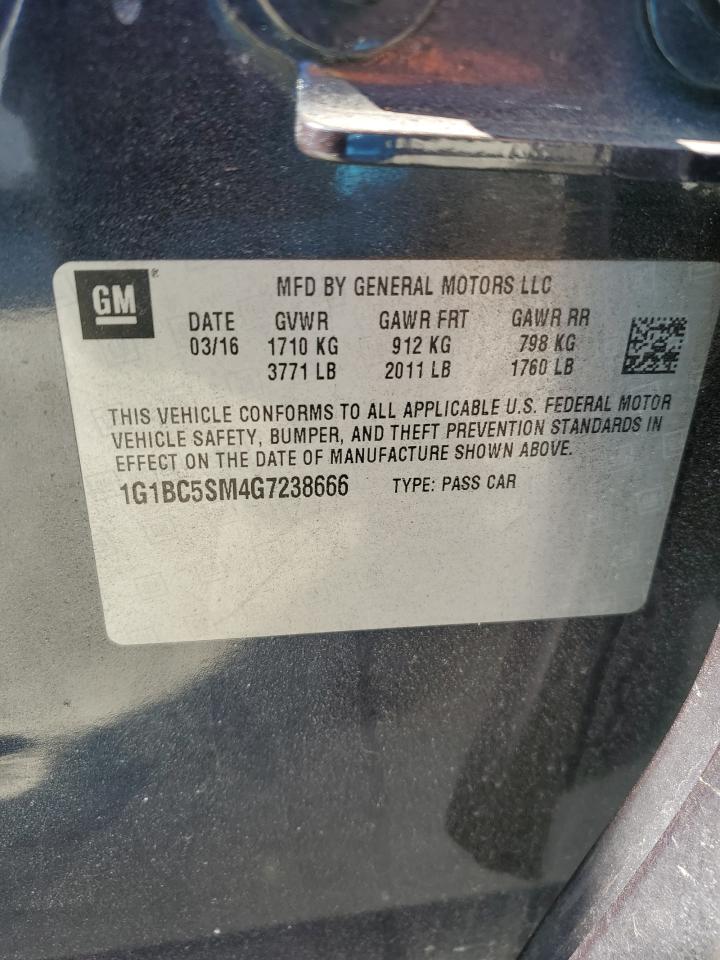 GM®
MFD BY GENERAL MOTORS LLC
DATE GVWR GAWR FRT GAWR RR
03/16 1710 KG 912 KG 798 KG
3771 LB 2011 LB 1760 LB
THIS VEHICLE CONFORMS TO ALL APPLICABLE U.S. FEDERAL MOTOR
VEHICLE SAFETY, BUMPER, AND THEFT PREVENTION STANDARDS IN
EFFECT ON THE DATE OF MANUFACTURE SHOWN ABOVE.
1G1BC5SM4G7238666 TYPE: PASS CAR